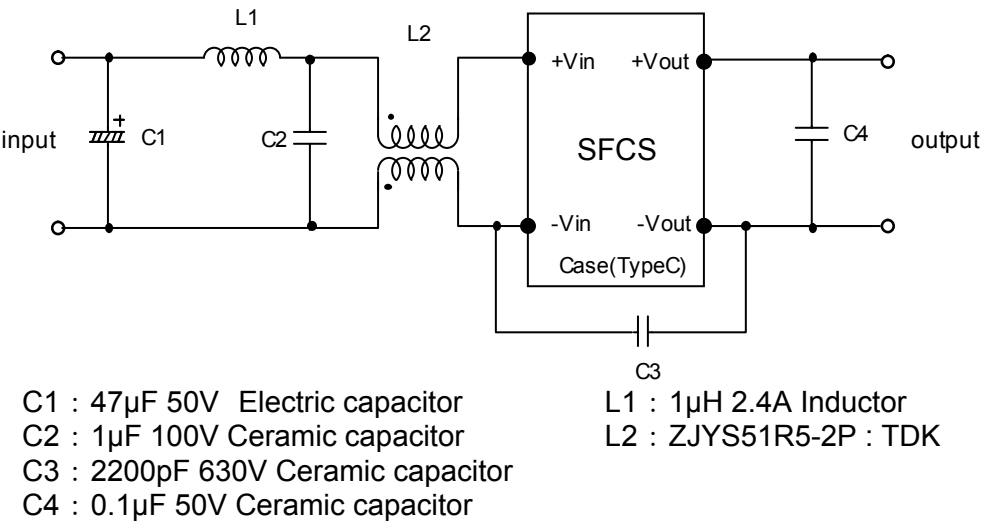 L1
L2
+Vin +Vout
+
input C1 C2 SFCS C4 output
-Vin -Vout
Case(TypeC)
C3
C1 : 47µF 50V Electric capacitor L1 : 1µH 2.4A Inductor
C2 : 1µF 100V Ceramic capacitor L2 : ZJYS51R5-2P : TDK
C3 : 2200pF 630V Ceramic capacitor
C4 : 0.1µF 50V Ceramic capacitor